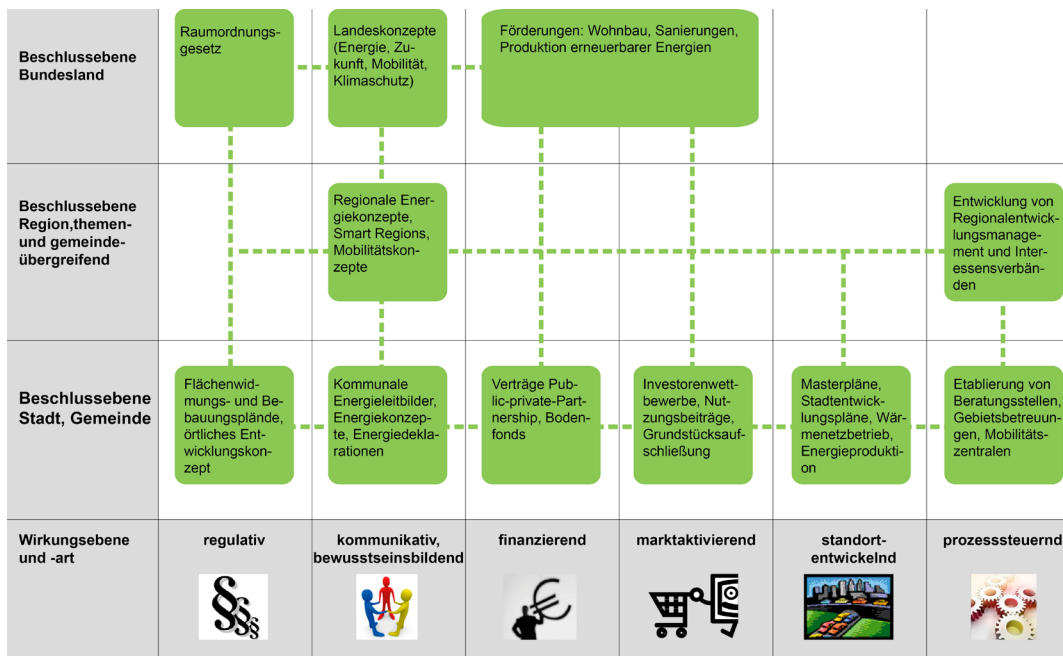 Beschlussebene
Bundesland
Raumordnungs-
gesetz
Landeskonzepte
(Energie, Zu-
kunft, Mobilität,
Klimaschutz)
Förderungen: Wohnbau, Sanierungen,
Produktion erneuerbarer Energien
Beschlussebene
Region,themen-
und gemeinde-
übergreifend
Regionale Ener-
giekonzepte,
Smart Regions,
Mobilitätskon-
zepte
Entwicklung von
Regionalentwick-
lungsmanage-
ment und Inter-
essensverbän-
den
Beschlussebene
Stadt, Gemeinde
Flächenwid-
mungs- und Be-
bauungsplände,
örtliches Ent-
wicklungskon-
zept
Kommunale
Energieleitbilder,
Energiekonzep-
te, Energiedekla-
rationen
Verträge Pub-
lic-private-Part-
nership, Boden-
fonds
Investorenwett-
bewerbe, Nut-
zungsbeiträge,
Grundstücksauf-
schließung
Masterpläne,
Stadtentwick-
lungspläne, Wär-
menetzbetrieb,
Energieprodukti-
on
Etablierung von
Beratungsstellen,
Gebietsbetreuun-
gen, Mobilitäts-
zentralen
Wirkungsebene
und -art
regulativ
kommunikativ,
bewusstseinsbildend
finanzierend
marktaktivierend
standort-
entwickelnd
prozesssteuernd
§§§§
€